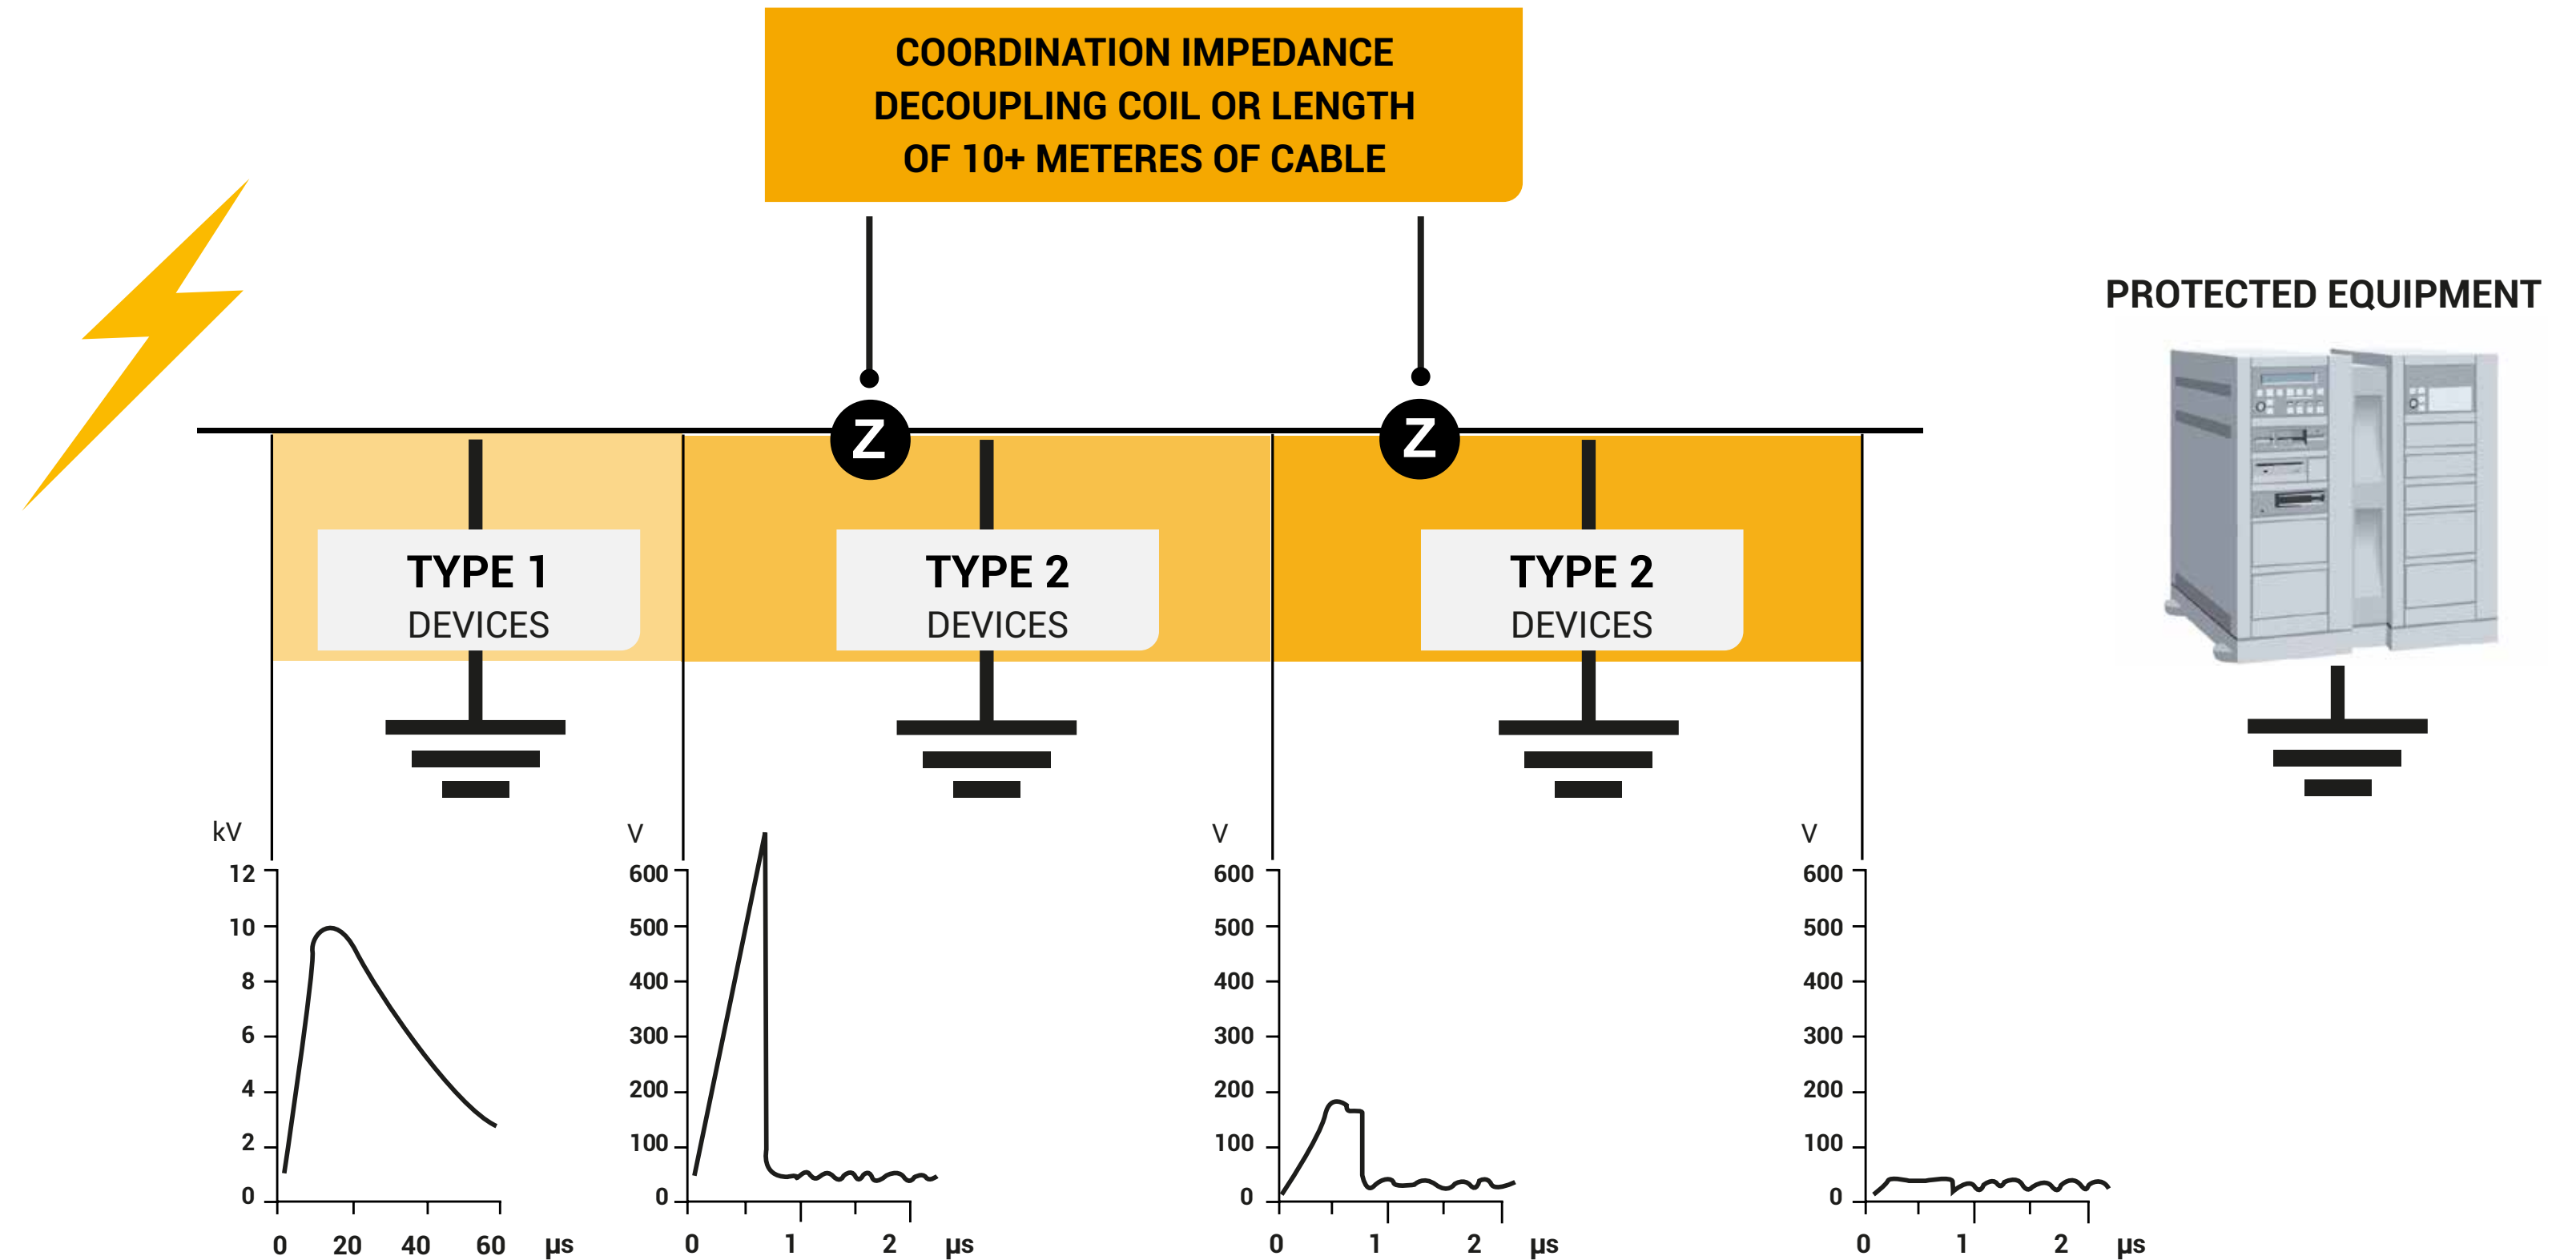 COORDINATION IMPEDANCE
DECOUPLING COIL OR LENGTH
OF 10+ METERES OF CABLE
PROTECTED EQUIPMENT
Z
Z
TYPE 1
DEVICES
TYPE 2
DEVICES
TYPE 2
DEVICES
kV
12
10
8
6
4
2
0
0 20 40 60 µs
V
600
500
400
300
200
100
0
0 1 2 µs
V
600
500
400
300
200
100
0
0 1 2 µs
V
600
500
400
300
200
100
0
0 1 2 µs